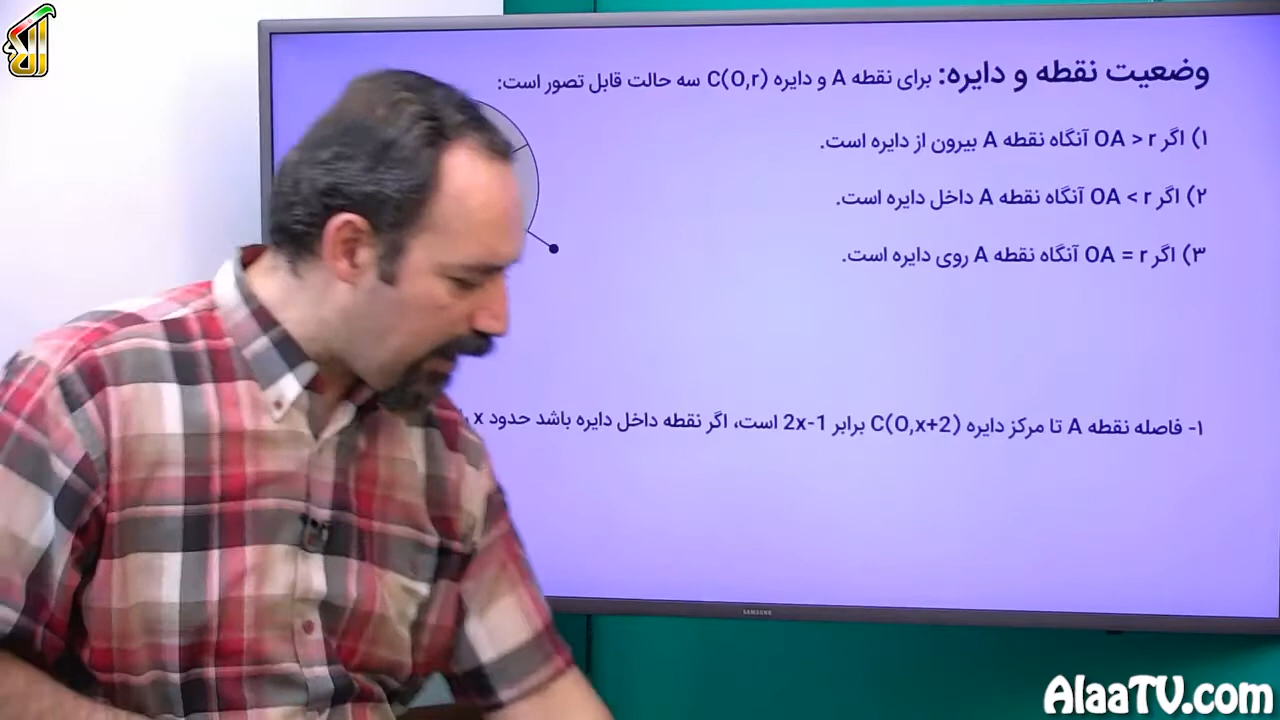 وضعیت نقطه و دایره: برای نقطه A و دایره C(O,r) سه حالت قابل تصور است:
۱) اگر OA > r آنگاه نقطه A بیرون از دایره است.
۲) اگر OA < r آنگاه نقطه A داخل دایره است.
۳) اگر OA = r آنگاه نقطه A روی دایره است.
۱- فاصله نقطه A تا مرکز دایره C(O,x+2) برابر 2x-1 است، اگر نقطه داخل دایره باشد حدود x
SAMSUNG
AlaaTV.com